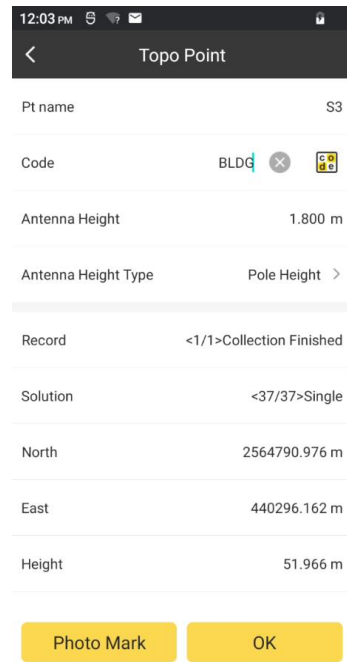 12:03 PM
Topo Point
Pt name S3
Code BLDG code
Antenna Height 1.800 m
Antenna Height Type Pole Height >
Record <1/1>Collection Finished
Solution <37/37>Single
North 2564790.976 m
East 440296.162 m
Height 51.966 m
Photo Mark OK